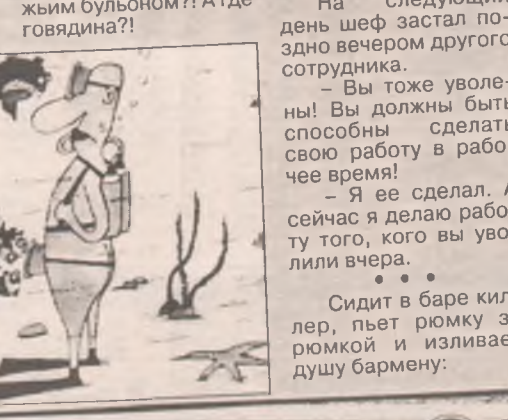 жьим бульоном?! А где
говядина?!
На следующий
день шеф застал по-
здно вечером другого
сотрудника.
– Вы тоже уволе-
ны! Вы должны быть
способны сделать
свою работу в рабо-
чее время!
– Я ее сделал. А
сейчас я делаю рабо-
ту того, кого вы уво-
лили вчера.
• • •
Сидит в баре кил-
лер, пьет рюмку за
рюмкой и изливает
душу бармену: